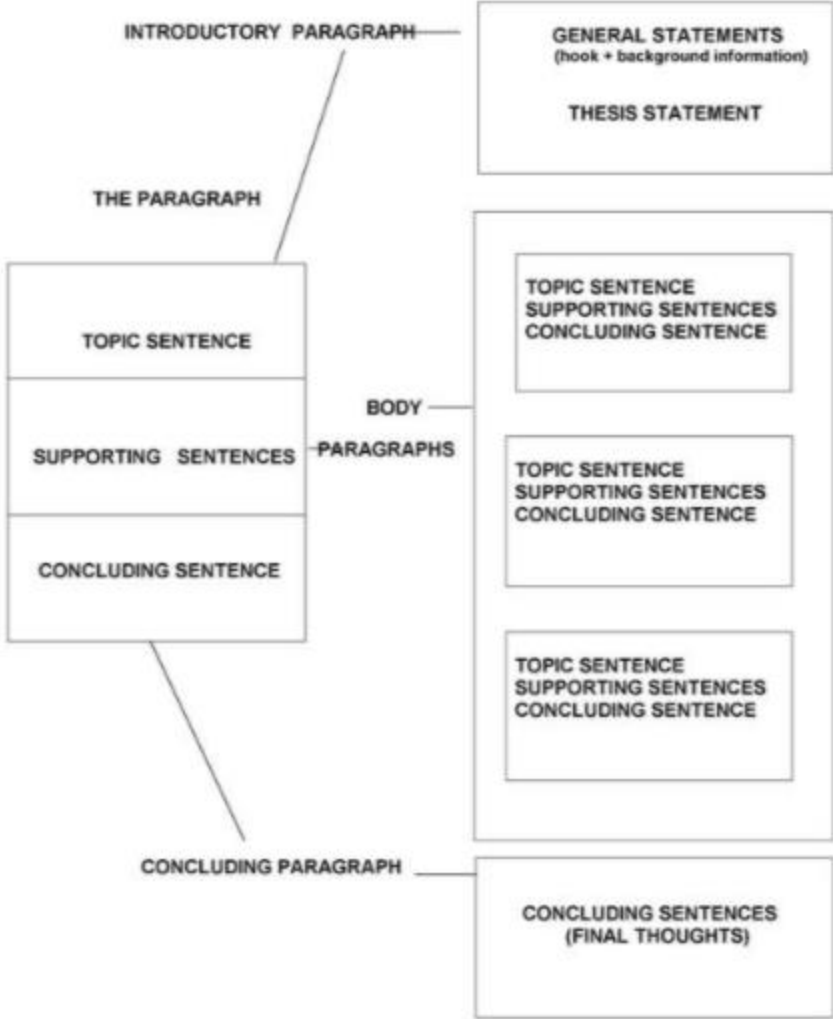 INTRODUCTORY PARAGRAPH
GENERAL STATEMENTS
(hook + background information)
THESIS STATEMENT
THE PARAGRAPH
TOPIC SENTENCE
SUPPORTING SENTENCES
CONCLUDING SENTENCE
BODY
PARAGRAPHS
TOPIC SENTENCE
SUPPORTING SENTENCES
CONCLUDING SENTENCE
TOPIC SENTENCE
SUPPORTING SENTENCES
CONCLUDING SENTENCE
TOPIC SENTENCE
SUPPORTING SENTENCES
CONCLUDING SENTENCE
CONCLUDING PARAGRAPH
CONCLUDING SENTENCES
(FINAL THOUGHTS)